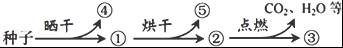 ④ ⑤ CO₂、H₂O 等
晒干 烘干 点燃
种子 ① ② ③